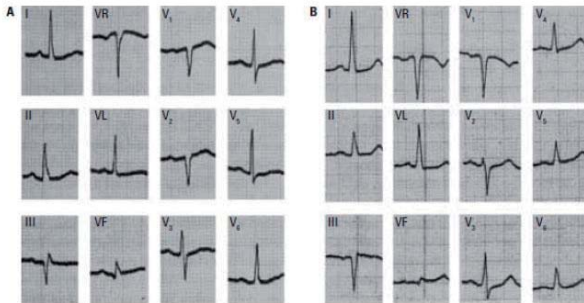 A I VR V1 V4 B I VR V1 V4
II VL V2 V5 II VL V2 V5
III VF V3 V6 III VF V3 V6